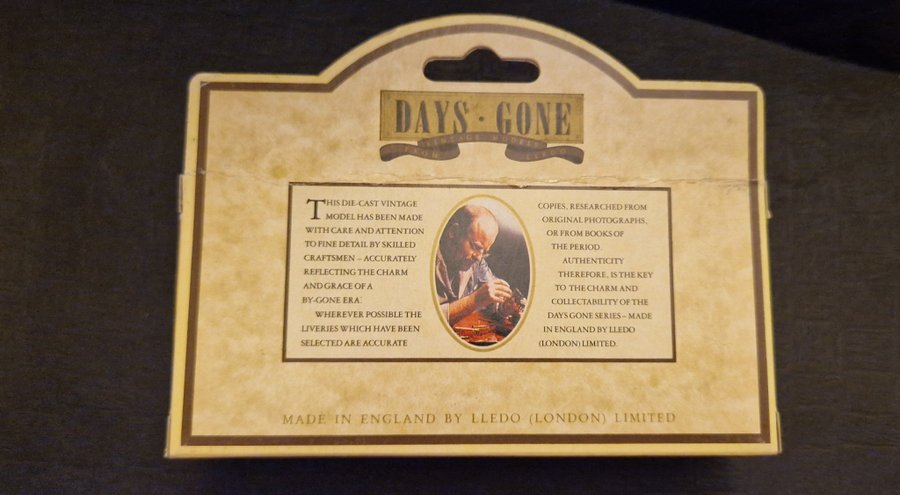 DAYS · GONE
VINTAGE MODELS
FROM LLEDO
THIS DIE-CAST VINTAGE
MODEL HAS BEEN MADE
WITH CARE AND ATTENTION
TO FINE DETAIL BY SKILLED
CRAFTSMEN – ACCURATELY
REFLECTING THE CHARM
AND GRACE OF A
BY-GONE ERA.
WHEREVER POSSIBLE THE
LIVERIES WHICH HAVE BEEN
SELECTED ARE ACCURATE
COPIES, RESEARCHED FROM
ORIGINAL PHOTOGRAPHS,
OR FROM BOOKS OF
THE PERIOD.
AUTHENTICITY
THEREFORE, IS THE KEY
TO THE CHARM AND
COLLECTABILITY OF THE
DAYS GONE SERIES – MADE
IN ENGLAND BY LLEDO
(LONDON) LIMITED.
MADE IN ENGLAND BY LLEDO (LONDON) LIMITED